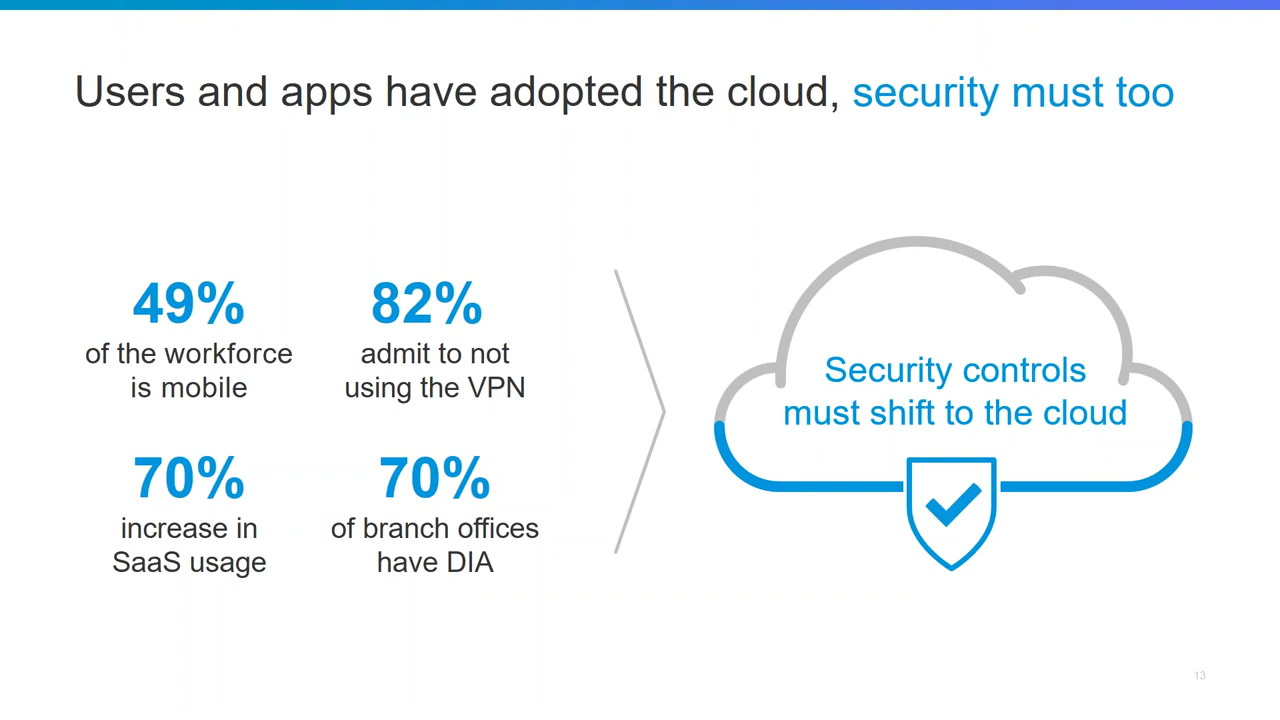 Users and apps have adopted the cloud, security must too
49%
of the workforce
is mobile
82%
admit to not
using the VPN
70%
increase in
SaaS usage
70%
of branch offices
have DIA
Security controls
must shift to the cloud
13